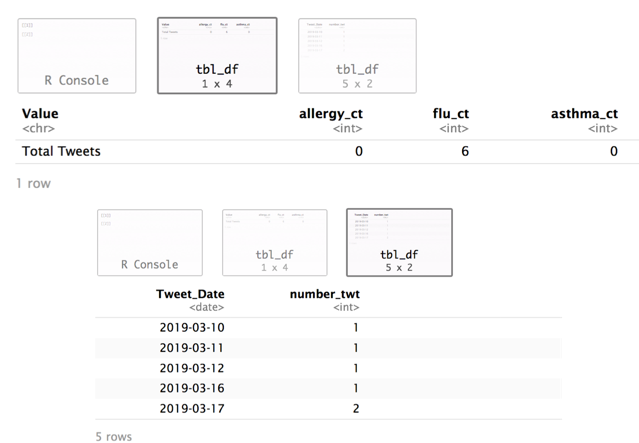 R Console
tbl_df
1 x 4
tbl_df
5 x 2
Value allergy_ct flu_ct asthma_ct
<chr> <int> <int> <int>
Total Tweets 0 6 0
1 row
R Console
tbl_df
1 x 4
tbl_df
5 x 2
Tweet_Date number_twt
<date> <int>
2019-03-10 1
2019-03-11 1
2019-03-12 1
2019-03-16 1
2019-03-17 2
5 rows